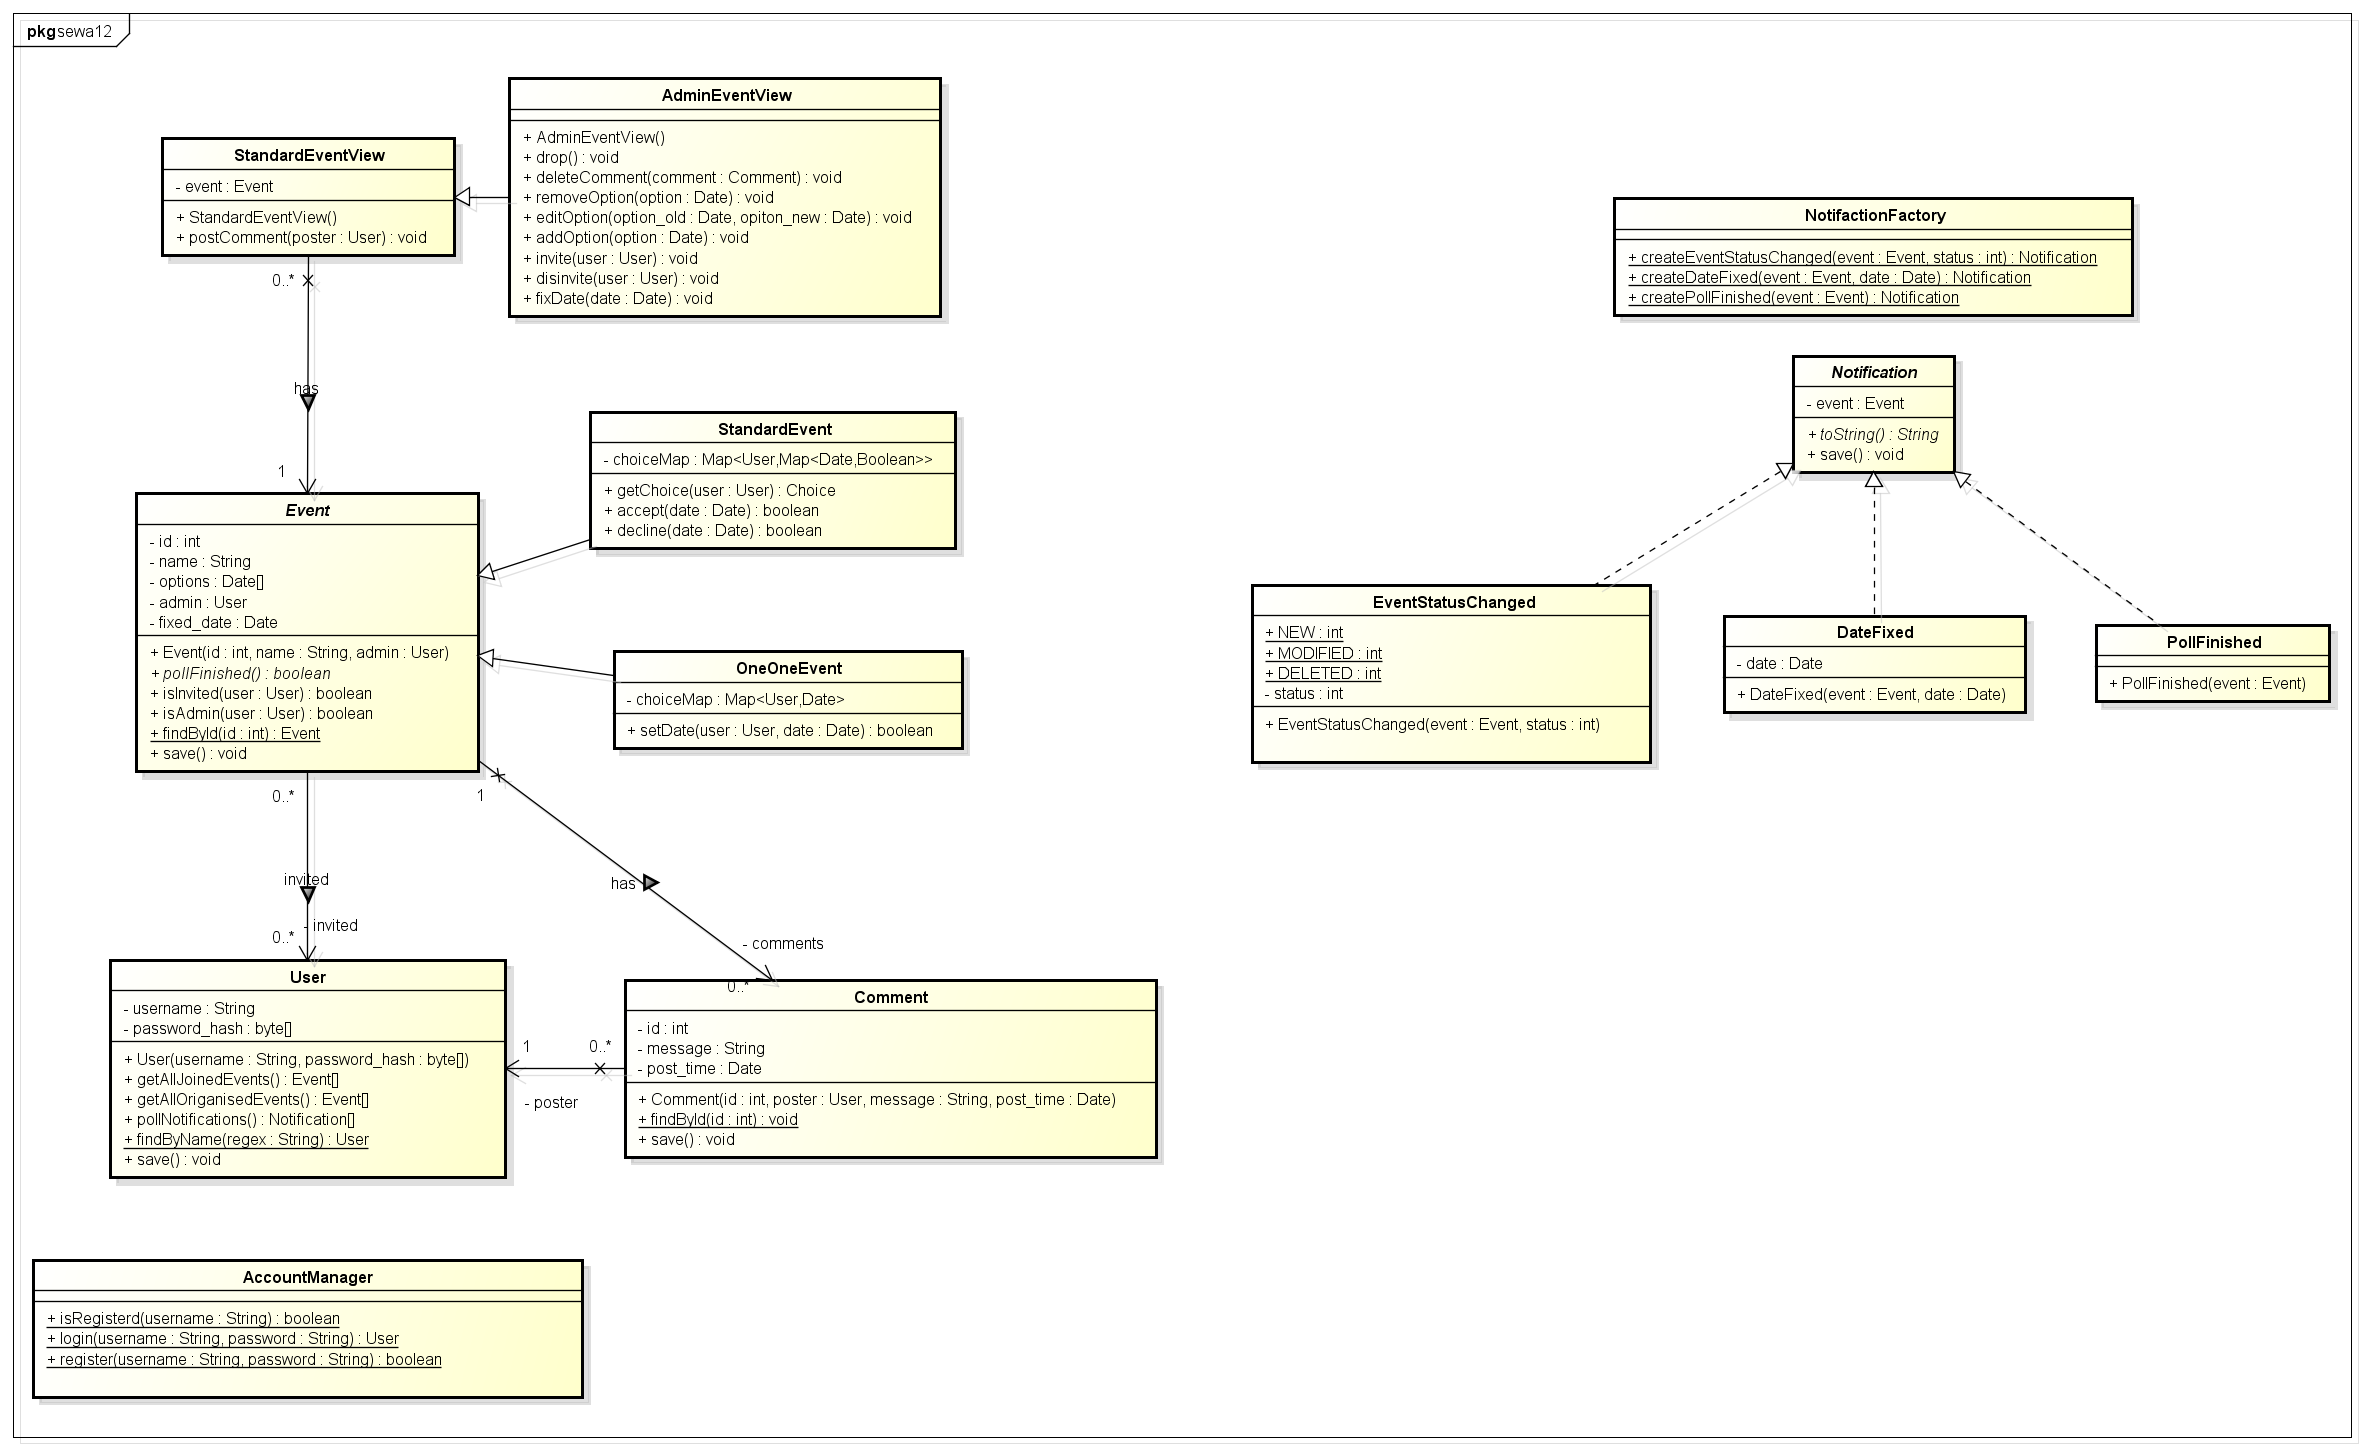 pkg sewa12
AdminEventView
+ AdminEventView()
+ drop() : void
+ deleteComment(comment : Comment) : void
+ removeOption(option : Date) : void
+ editOption(option_old : Date, opiton_new : Date) : void
+ addOption(option : Date) : void
+ invite(user : User) : void
+ disinvite(user : User) : void
+ fixDate(date : Date) : void
StandardEventView
- event : Event
+ StandardEventView()
+ postComment(poster : User) : void
0..*
has
1
NotifactionFactory
+ createEventStatusChanged(event : Event, status : int) : Notification
+ createDateFixed(event : Event, date : Date) : Notification
+ createPollFinished(event : Event) : Notification
Notification
- event : Event
+ toString() : String
+ save() : void
StandardEvent
- choiceMap : Map<User,Map<Date,Boolean>>
+ getChoice(user : User) : Choice
+ accept(date : Date) : boolean
+ decline(date : Date) : boolean
Event
- id : int
- name : String
- options : Date[]
- admin : User
- fixed_date : Date
+ Event(id : int, name : String, admin : User)
+ pollFinished() : boolean
+ isInvited(user : User) : boolean
+ isAdmin(user : User) : boolean
+ findById(id : int) : Event
+ save() : void
OneOneEvent
- choiceMap : Map<User,Date>
+ setDate(user : User, date : Date) : boolean
EventStatusChanged
+ NEW : int
+ MODIFIED : int
+ DELETED : int
- status : int
+ EventStatusChanged(event : Event, status : int)
DateFixed
- date : Date
+ DateFixed(event : Event, date : Date)
PollFinished
+ PollFinished(event : Event)
0..*
1
invited
has
- invited
0..*
- comments
0..*
User
- username : String
- password_hash : byte[]
+ User(username : String, password_hash : byte[])
+ getAllJoinedEvents() : Event[]
+ getAllOriganisedEvents() : Event[]
+ pollNotifications() : Notification[]
+ findByName(regex : String) : User
+ save() : void
1
0..*
- poster
Comment
- id : int
- message : String
- post_time : Date
+ Comment(id : int, poster : User, message : String, post_time : Date)
+ findById(id : int) : void
+ save() : void
AccountManager
+ isRegisterd(username : String) : boolean
+ login(username : String, password : String) : User
+ register(username : String, password : String) : boolean